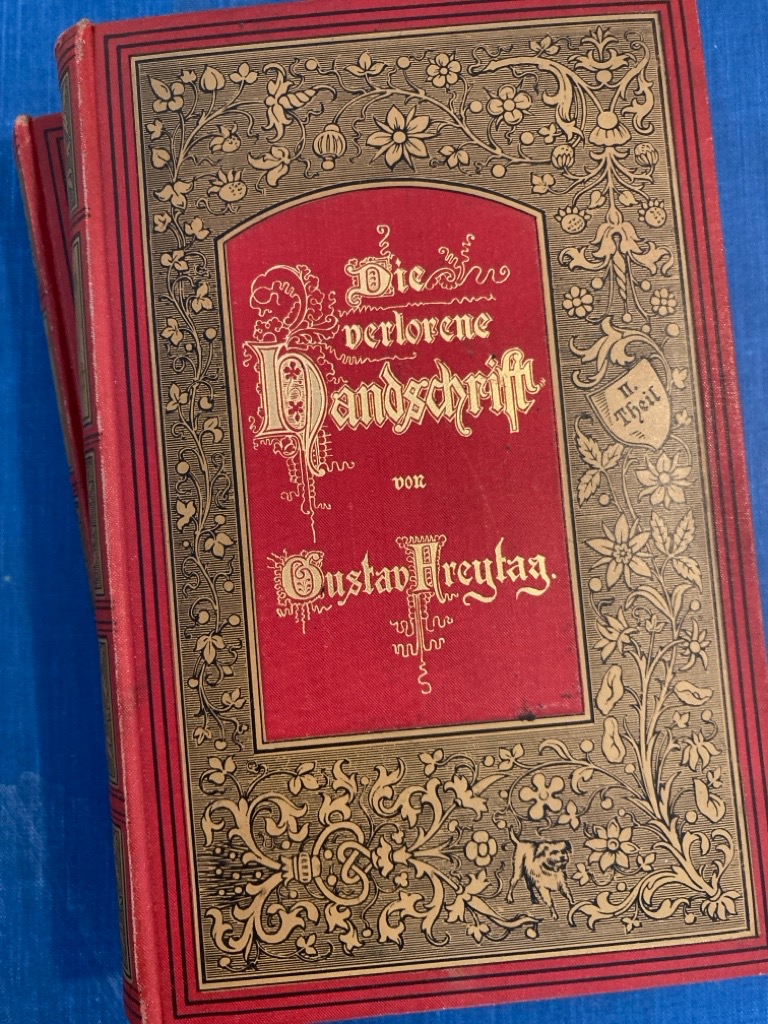 Die
verlorene
Handschrift
von
Gustav Freytag.
II.
Theil